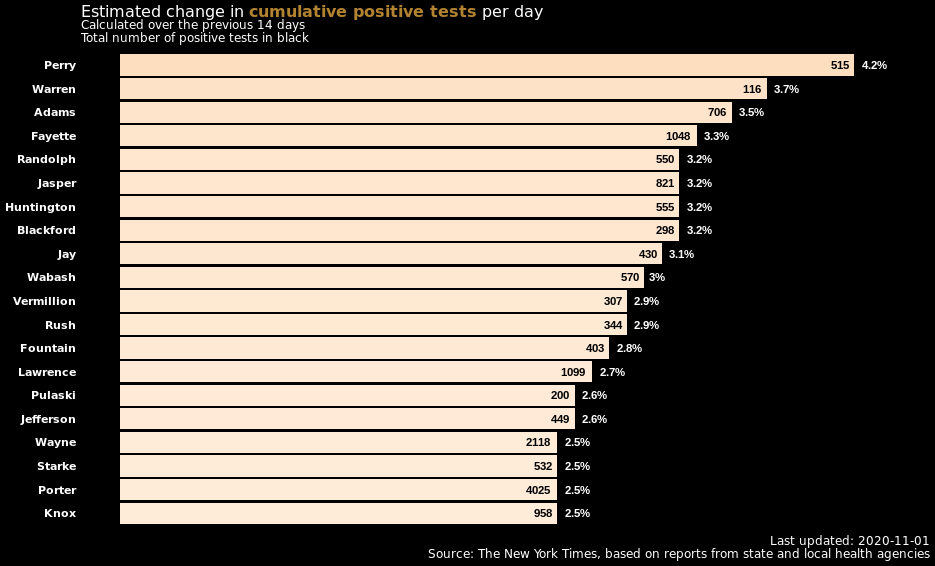 Estimated change in cumulative positive tests per day
Calculated over the previous 14 days
Total number of positive tests in black
Perry 515 4.2%
Warren 116 3.7%
Adams 706 3.5%
Fayette 1048 3.3%
Randolph 550 3.2%
Jasper 821 3.2%
Huntington 555 3.2%
Blackford 298 3.2%
Jay 430 3.1%
Wabash 570 3%
Vermillion 307 2.9%
Rush 344 2.9%
Fountain 403 2.8%
Lawrence 1099 2.7%
Pulaski 200 2.6%
Jefferson 449 2.6%
Wayne 2118 2.5%
Starke 532 2.5%
Porter 4025 2.5%
Knox 958 2.5%
Last updated: 2020-11-01
Source: The New York Times, based on reports from state and local health agencies